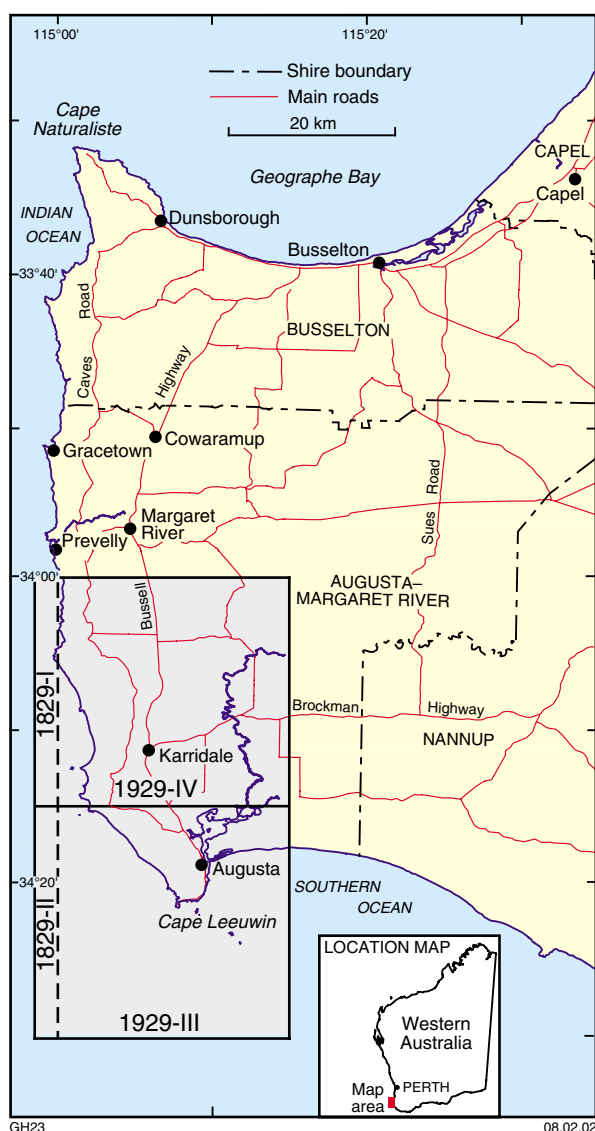 115°00'
115°20'
Shire boundary
Main roads
20 km
Cape
Naturaliste
Geographe Bay
CAPEL
Capel
INDIAN
OCEAN
Dunsborough
Busselton
33°40'
BUSSELTON
Caves Road
Highway
Cowaramup
Gracetown
Sues Road
Margaret
River
Prevelly
34°00'
AUGUSTA–
MARGARET RIVER
Bussell
1829-I
Brockman Highway
NANNUP
Karridale
1929-IV
Augusta
34°20'
SOUTHERN
OCEAN
Cape Leeuwin
1829-II
1929-III
LOCATION MAP
Western
Australia
PERTH
Map
area
GH23
08.02.02